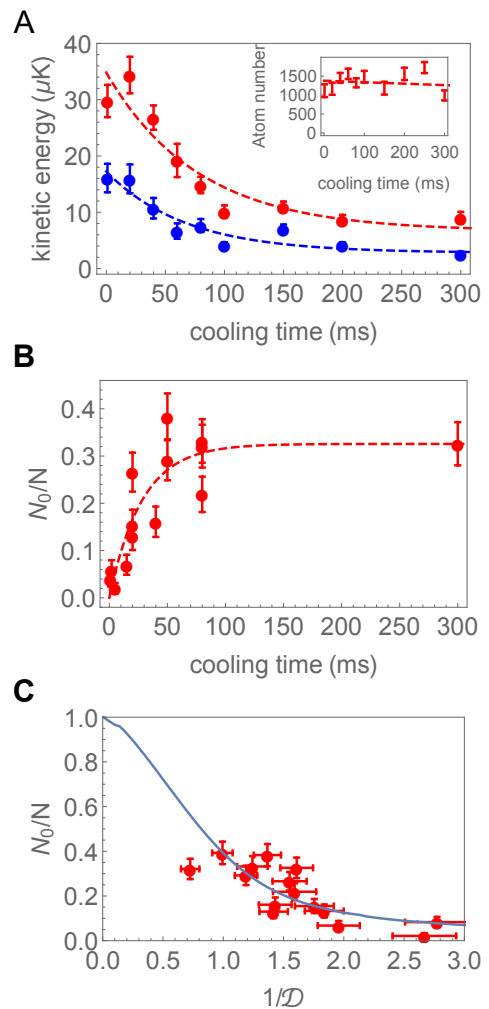 A
kinetic energy (μK)
40
30
20
10
0
Atom number
1500
1000
500
0
0 100 200 300
cooling time (ms)
0 50 100 150 200 250 300
cooling time (ms)
B
N₀/N
0.4
0.3
0.2
0.1
0.0
0 50 100 150 200 250 300
cooling time (ms)
C
N₀/N
1.0
0.8
0.6
0.4
0.2
0.0
0.0 0.5 1.0 1.5 2.0 2.5 3.0
1/𝒟